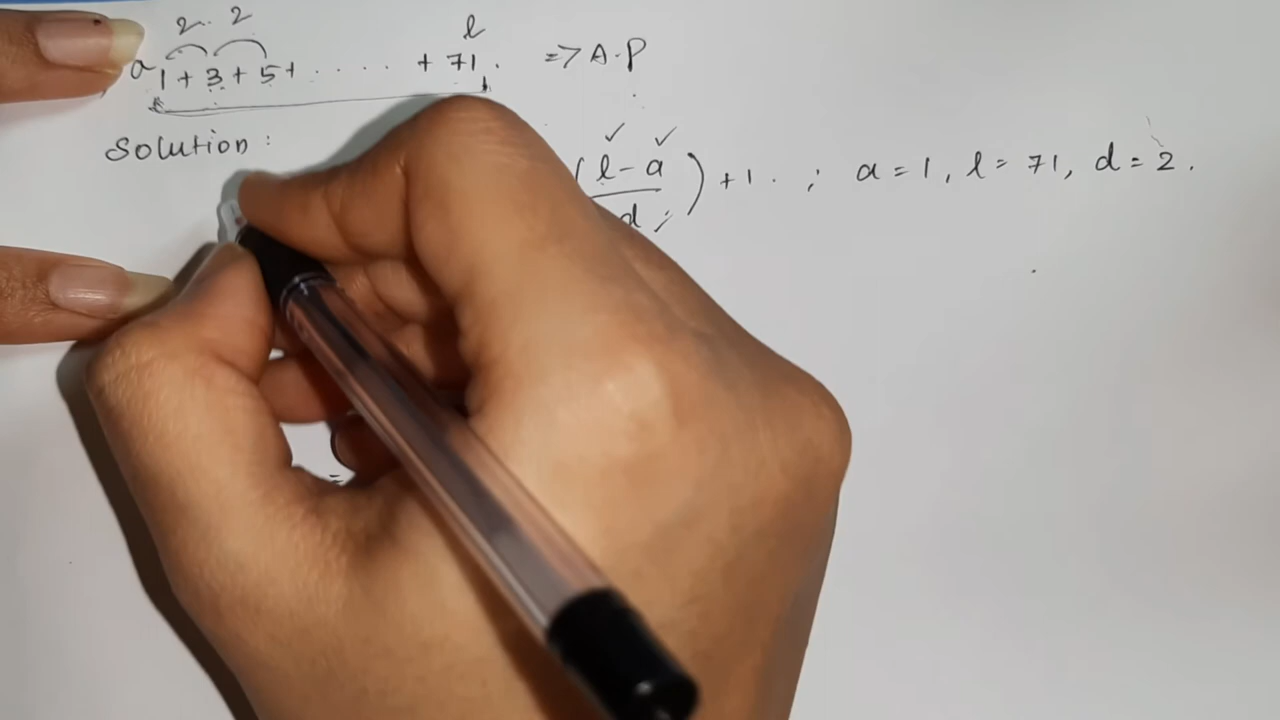 2 2 l
a 1 + 3 + 5 + . . . . . + 71 . => A.P
Solution :
( l - a / d ) + 1 . ; a = 1 , l = 71 , d = 2 .
=